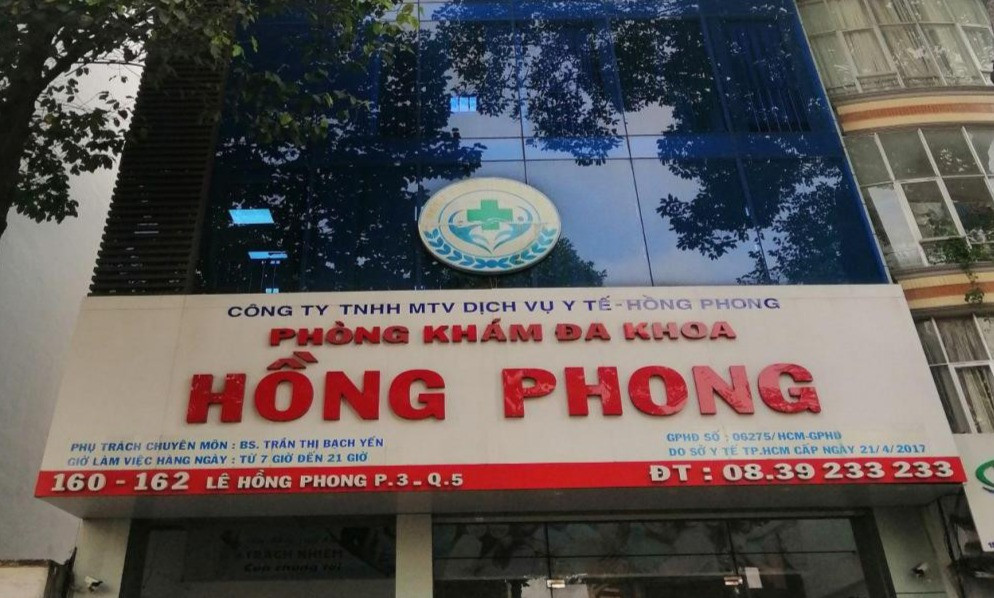 CÔNG TY TNHH MTV DỊCH VỤ Y TẾ - HỒNG PHONG
PHÒNG KHÁM ĐA KHOA
HỒNG PHONG
PHỤ TRÁCH CHUYÊN MÔN : BS. TRẦN THỊ BẠCH YẾN
GIỜ LÀM VIỆC HÀNG NGÀY : TỪ 7 GIỜ ĐẾN 21 GIỜ
GPHĐ SỐ : 06275/HCM-GPHĐ
DO SỞ Y TẾ TP.HCM CẤP NGÀY 21/4/2017
160 - 162 LÊ HỒNG PHONG P.3 - Q.5
ĐT : 08.39 233 233
TRÁCH NHIỆM